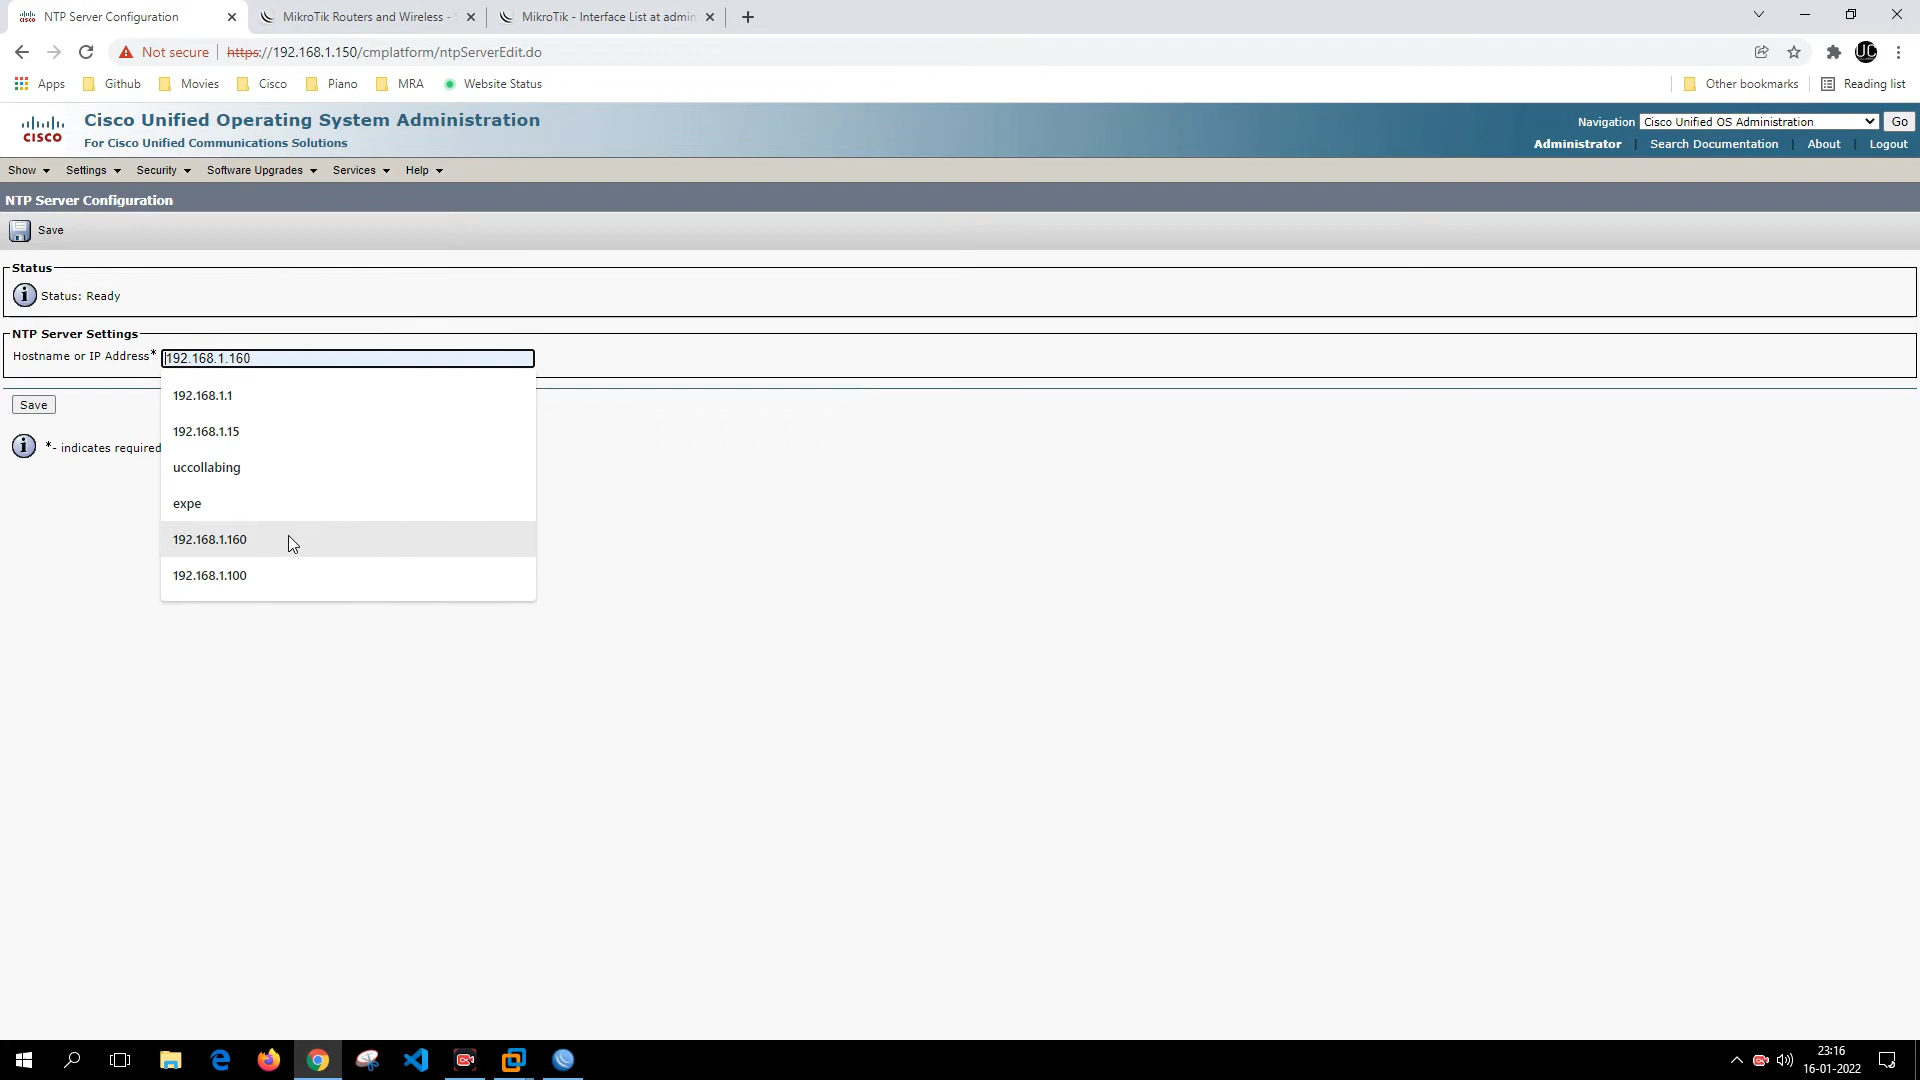 NTP Server Configuration
MikroTik Routers and Wireless -
MikroTik - Interface List at admin
Not secure
https://192.168.1.150/cmplatform/ntpServerEdit.do
UC
Apps
Github
Movies
Cisco
Piano
MRA
Website Status
Other bookmarks
Reading list
CISCO
Cisco Unified Operating System Administration
For Cisco Unified Communications Solutions
Navigation
Cisco Unified OS Administration
Go
Administrator
Search Documentation
About
Logout
Show
Settings
Security
Software Upgrades
Services
Help
NTP Server Configuration
Save
Status
Status: Ready
NTP Server Settings
Hostname or IP Address*
192.168.1.160
192.168.1.1
192.168.1.15
uccollabing
expe
192.168.1.160
192.168.1.100
Save
*- indicates required
23:16
16-01-2022